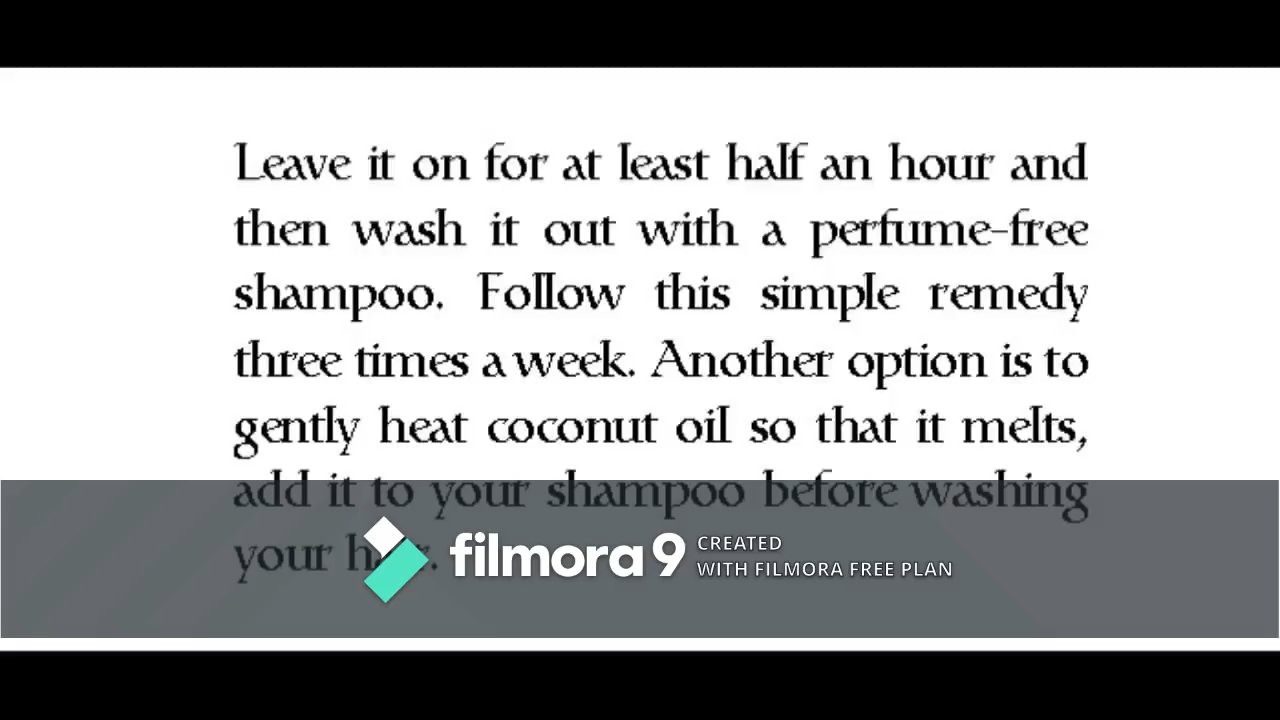 Leave it on for at least half an hour and
then wash it out with a perfume-free
shampoo. Follow this simple remedy
three times a week. Another option is to
gently heat coconut oil so that it melts,
add it to your shampoo before washing
your
filmora 9
CREATED
WITH FILMORA FREE PLAN